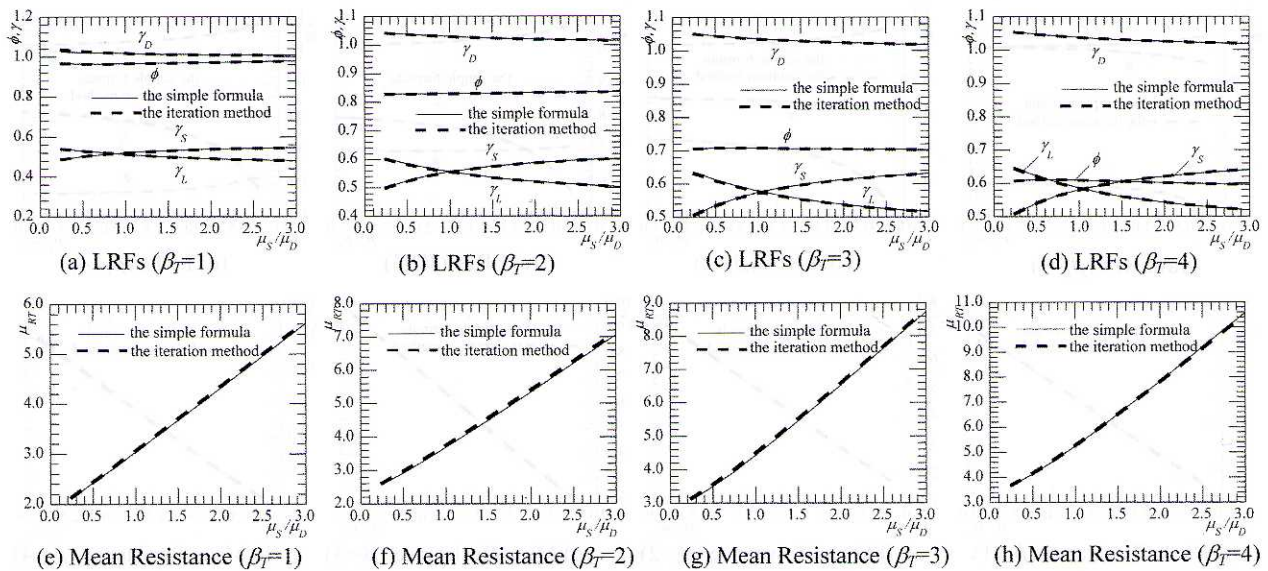 ϕ,γ
1.2
1.0
0.8
0.6
0.4
0.2
γ_D
ϕ
the simple formula
the iteration method
γ_S
γ_L
0.0 0.5 1.0 1.5 2.0 2.5 3.0
μ_S/μ_D
(a) LRFs (β_T=1)
ϕ,γ
1.1
1.0
0.9
0.8
0.7
0.6
0.5
0.4
γ_D
ϕ
the simple formula
the iteration method
γ_S
γ_L
0.0 0.5 1.0 1.5 2.0 2.5 3.0
μ_S/μ_D
(b) LRFs (β_T=2)
ϕ,γ
1.1
1.0
0.9
0.8
0.7
0.6
0.5
γ_D
the simple formula
the iteration method
ϕ
γ_S
γ_L
0.0 0.5 1.0 1.5 2.0 2.5 3.0
μ_S/μ_D
(c) LRFs (β_T=3)
ϕ,γ
1.1
1.0
0.9
0.8
0.7
0.6
0.5
γ_D
the simple formula
the iteration method
γ_L
ϕ
γ_S
0.0 0.5 1.0 1.5 2.0 2.5 3.0
μ_S/μ_D
(d) LRFs (β_T=4)
μ_RT
6.0
5.0
4.0
3.0
2.0
the simple formula
the iteration method
0.0 0.5 1.0 1.5 2.0 2.5 3.0
μ_S/μ_D
(e) Mean Resistance (β_T=1)
μ_RT
8.0
7.0
6.0
5.0
4.0
3.0
2.0
the simple formula
the iteration method
0.0 0.5 1.0 1.5 2.0 2.5 3.0
μ_S/μ_D
(f) Mean Resistance (β_T=2)
μ_RT
9.0
8.0
7.0
6.0
5.0
4.0
3.0
the simple formula
the iteration method
0.0 0.5 1.0 1.5 2.0 2.5 3.0
μ_S/μ_D
(g) Mean Resistance (β_T=3)
μ_RT
11.0
10.0
9.0
8.0
7.0
6.0
5.0
4.0
3.0
the simple formula
the iteration method
0.0 0.5 1.0 1.5 2.0 2.5 3.0
μ_S/μ_D
(h) Mean Resistance (β_T=4)